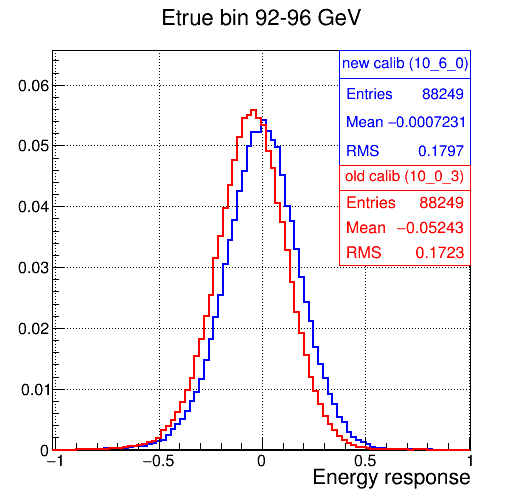 Etrue bin 92-96 GeV
new calib (10_6_0)
Entries 88249
Mean −0.0007231
RMS 0.1797
old calib (10_0_3)
Entries 88249
Mean −0.05243
RMS 0.1723
0.06
0.05
0.04
0.03
0.02
0.01
0
−1 −0.5 0 0.5 1
Energy response